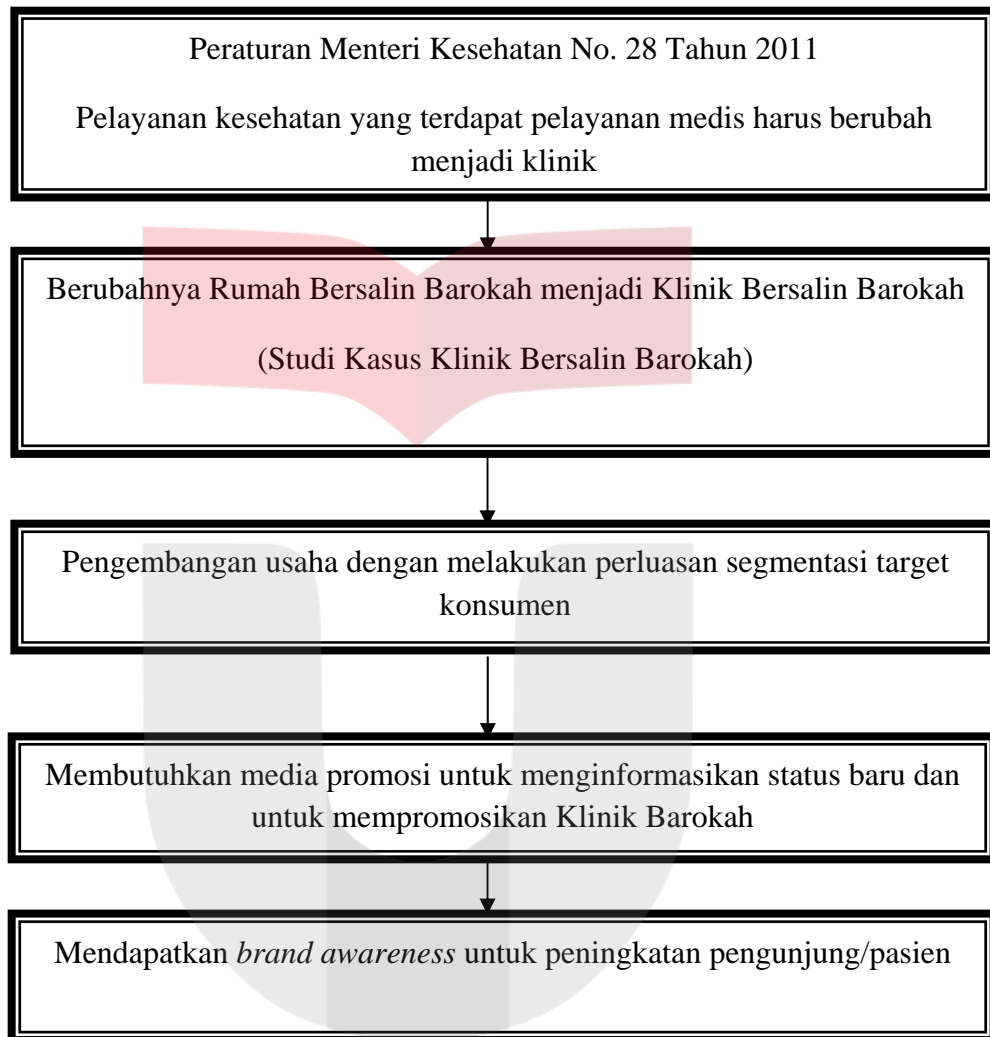 Peraturan Menteri Kesehatan No. 28 Tahun 2011
Pelayanan kesehatan yang terdapat pelayanan medis harus berubah
menjadi klinik
Berubahnya Rumah Bersalin Barokah menjadi Klinik Bersalin Barokah
(Studi Kasus Klinik Bersalin Barokah)
Pengembangan usaha dengan melakukan perluasan segmentasi target
konsumen
Membutuhkan media promosi untuk menginformasikan status baru dan
untuk mempromosikan Klinik Barokah
Mendapatkan brand awareness untuk peningkatan pengunjung/pasien